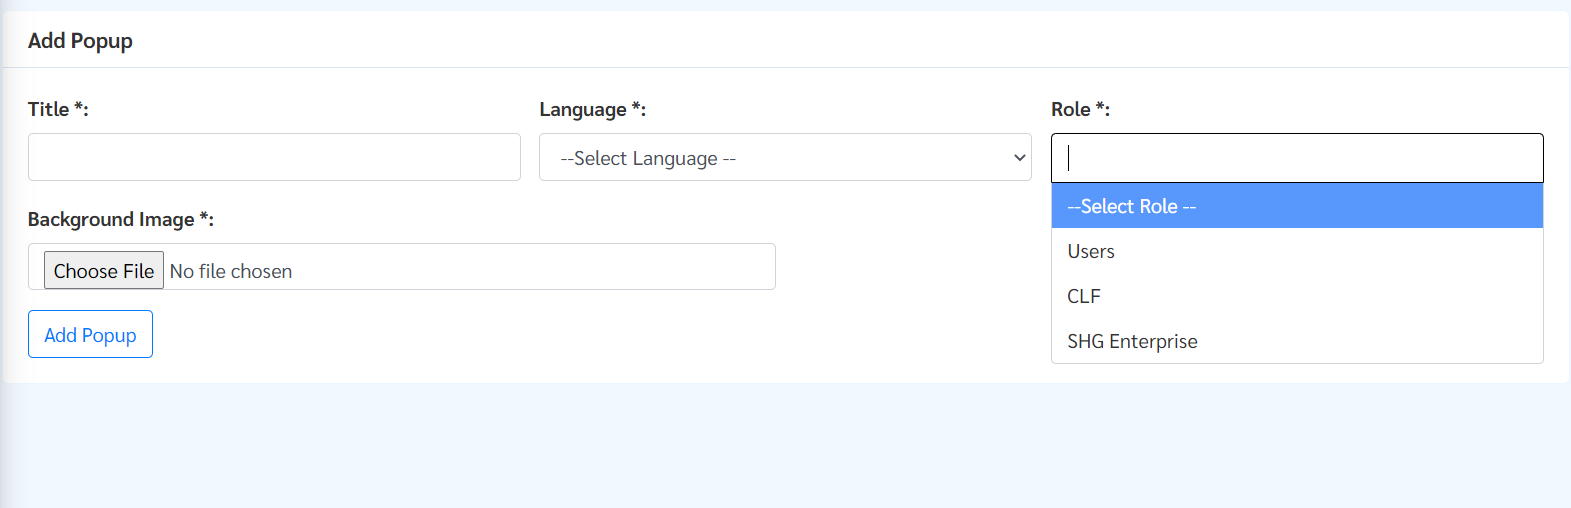 Add Popup
Title *:
Language *:
Role *:
--Select Language --
--Select Role --
Users
CLF
SHG Enterprise
Background Image *:
Choose File No file chosen
Add Popup